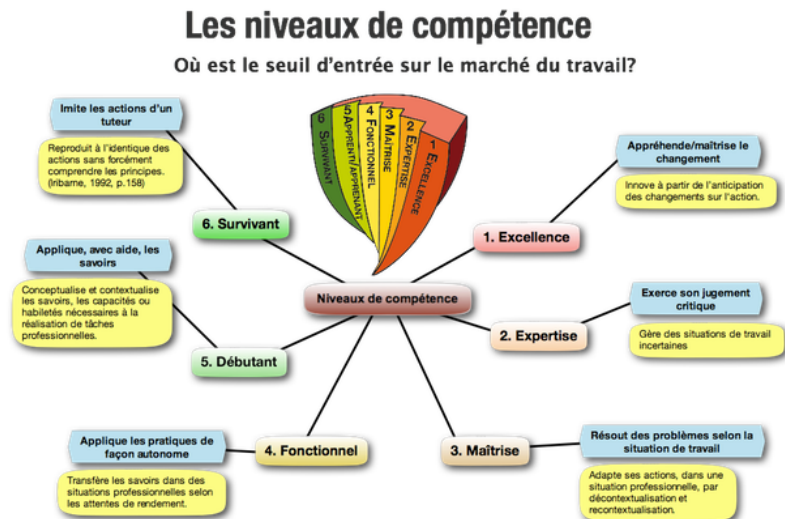 Les niveaux de compétence
Où est le seuil d'entrée sur le marché du travail?
6 SURVIVANT
5 APPRENTI/APPRENANT
4 FONCTIONNEL
3 MAÎTRISE
2 EXPERTISE
1 EXCELLENCE
Niveaux de compétence
1. Excellence
Appréhende/maîtrise le
changement
Innove à partir de l'anticipation
des changements sur l'action.
2. Expertise
Exerce son jugement
critique
Gère des situations de travail
incertaines
3. Maîtrise
Résout des problèmes selon la
situation de travail
Adapte ses actions, dans une
situation professionnelle, par
décontextualisation et
recontextualisation.
4. Fonctionnel
Applique les pratiques de
façon autonome
Transfère les savoirs dans des
situations professionnelles selon
les attentes de rendement.
5. Débutant
Applique, avec aide, les
savoirs
Conceptualise et contextualise
les savoirs, les capacités ou
habiletés nécessaires à la
réalisation de tâches
professionnelles.
6. Survivant
Imite les actions d'un
tuteur
Reproduit à l'identique des
actions sans forcément
comprendre les principes.
(Iribarne, 1992, p.158)